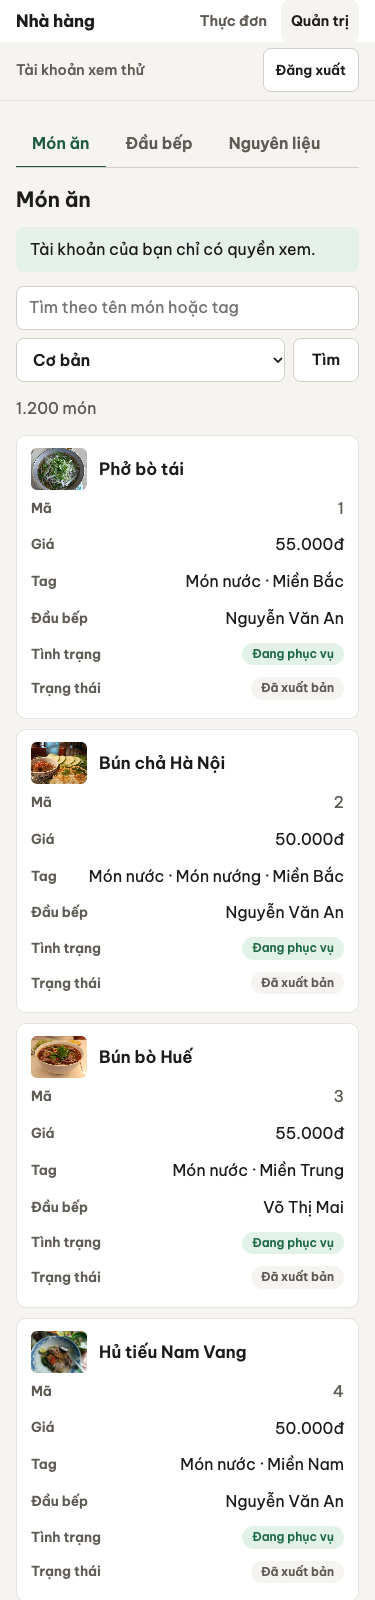 Nhà hàng
Thực đơn
Quản trị
Tài khoản xem thử
Đăng xuất
Món ăn
Đầu bếp
Nguyên liệu
Món ăn
Tài khoản của bạn chỉ có quyền xem.
Tìm theo tên món hoặc tag
Cơ bản
Tìm
1.200 món
Phở bò tái
Mã 1
Giá 55.000đ
Tag Món nước · Miền Bắc
Đầu bếp Nguyễn Văn An
Tình trạng Đang phục vụ
Trạng thái Đã xuất bản
Bún chả Hà Nội
Mã 2
Giá 50.000đ
Tag Món nước · Món nướng · Miền Bắc
Đầu bếp Nguyễn Văn An
Tình trạng Đang phục vụ
Trạng thái Đã xuất bản
Bún bò Huế
Mã 3
Giá 55.000đ
Tag Món nước · Miền Trung
Đầu bếp Võ Thị Mai
Tình trạng Đang phục vụ
Trạng thái Đã xuất bản
Hủ tiếu Nam Vang
Mã 4
Giá 50.000đ
Tag Món nước · Miền Nam
Đầu bếp Nguyễn Văn An
Tình trạng Đang phục vụ
Trạng thái Đã xuất bản